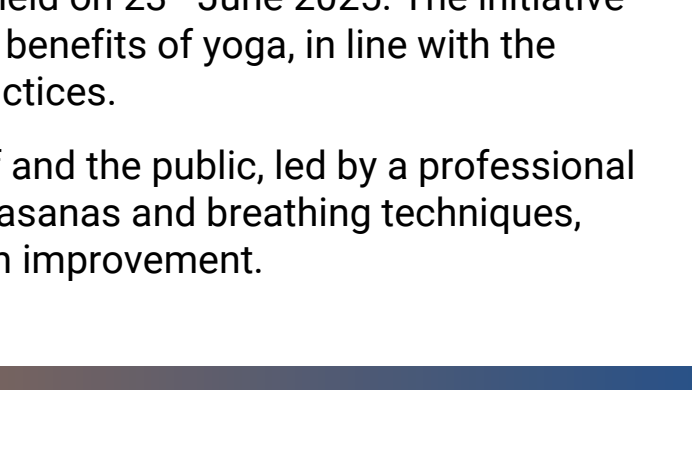 on 23 June 2025. The initiative
benefits of yoga, in line with the
ctices.
and the public, led by a professional
asanas and breathing techniques,
improvement.